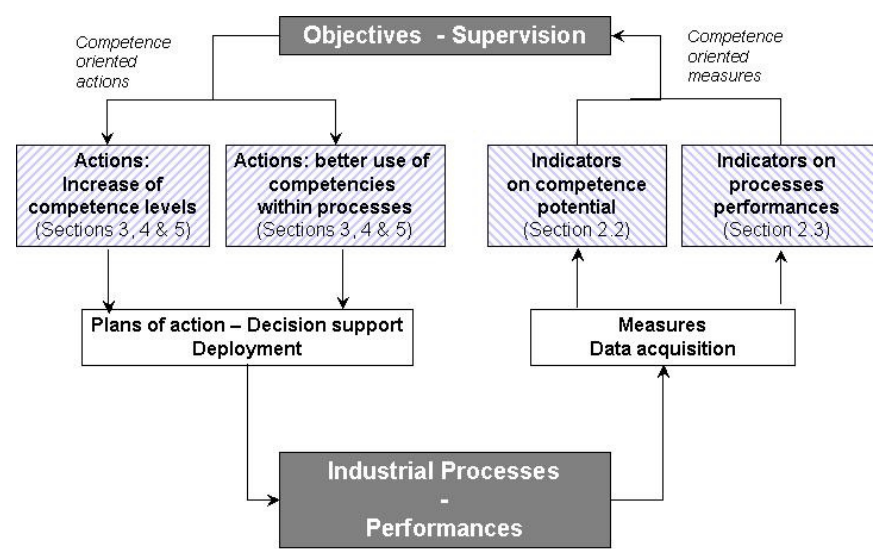 Objectives - Supervision
Competence
oriented
actions
Competence
oriented
measures
Actions:
Increase of
competence levels
(Sections 3, 4 & 5)
Actions: better use of
competencies
within processes
(Sections 3, 4 & 5)
Indicators
on competence
potential
(Section 2.2)
Indicators on
processes
performances
(Section 2.3)
Plans of action – Decision support
Deployment
Measures
Data acquisition
Industrial Processes
-
Performances